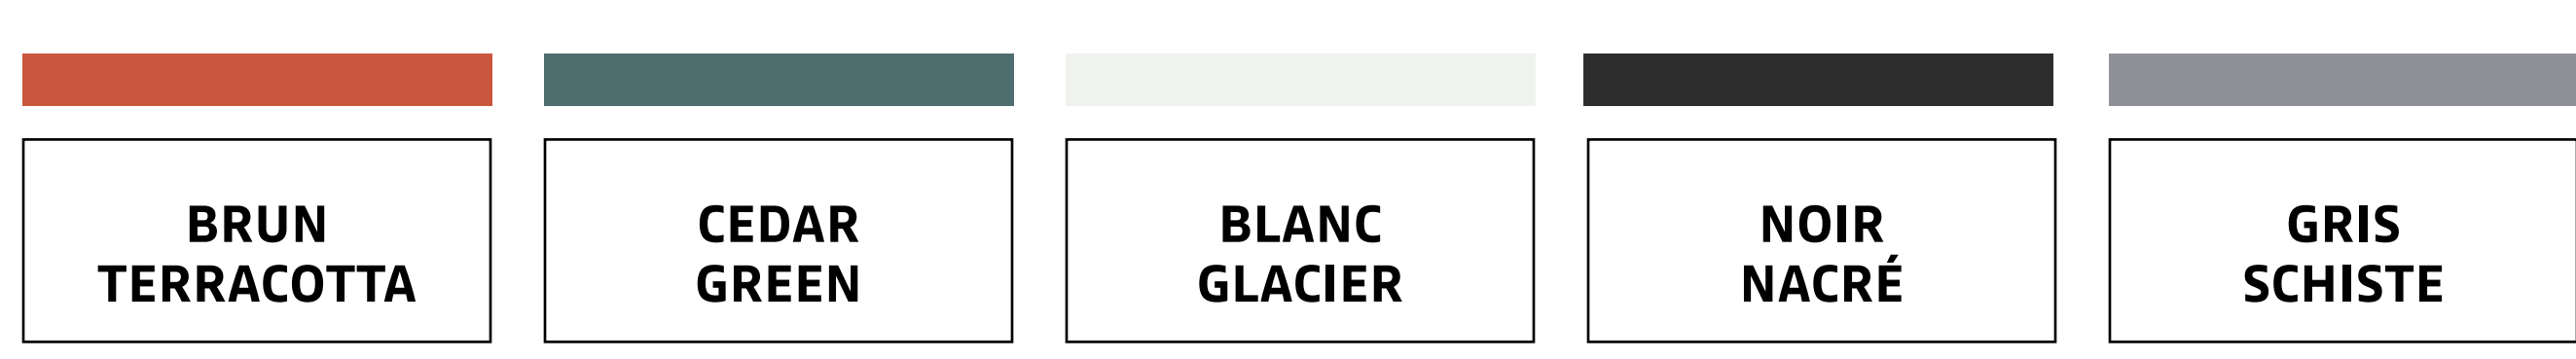 BRUN
TERRACOTTA
CEDAR
GREEN
BLANC
GLACIER
NOIR
NACRÉ
GRIS
SCHISTE